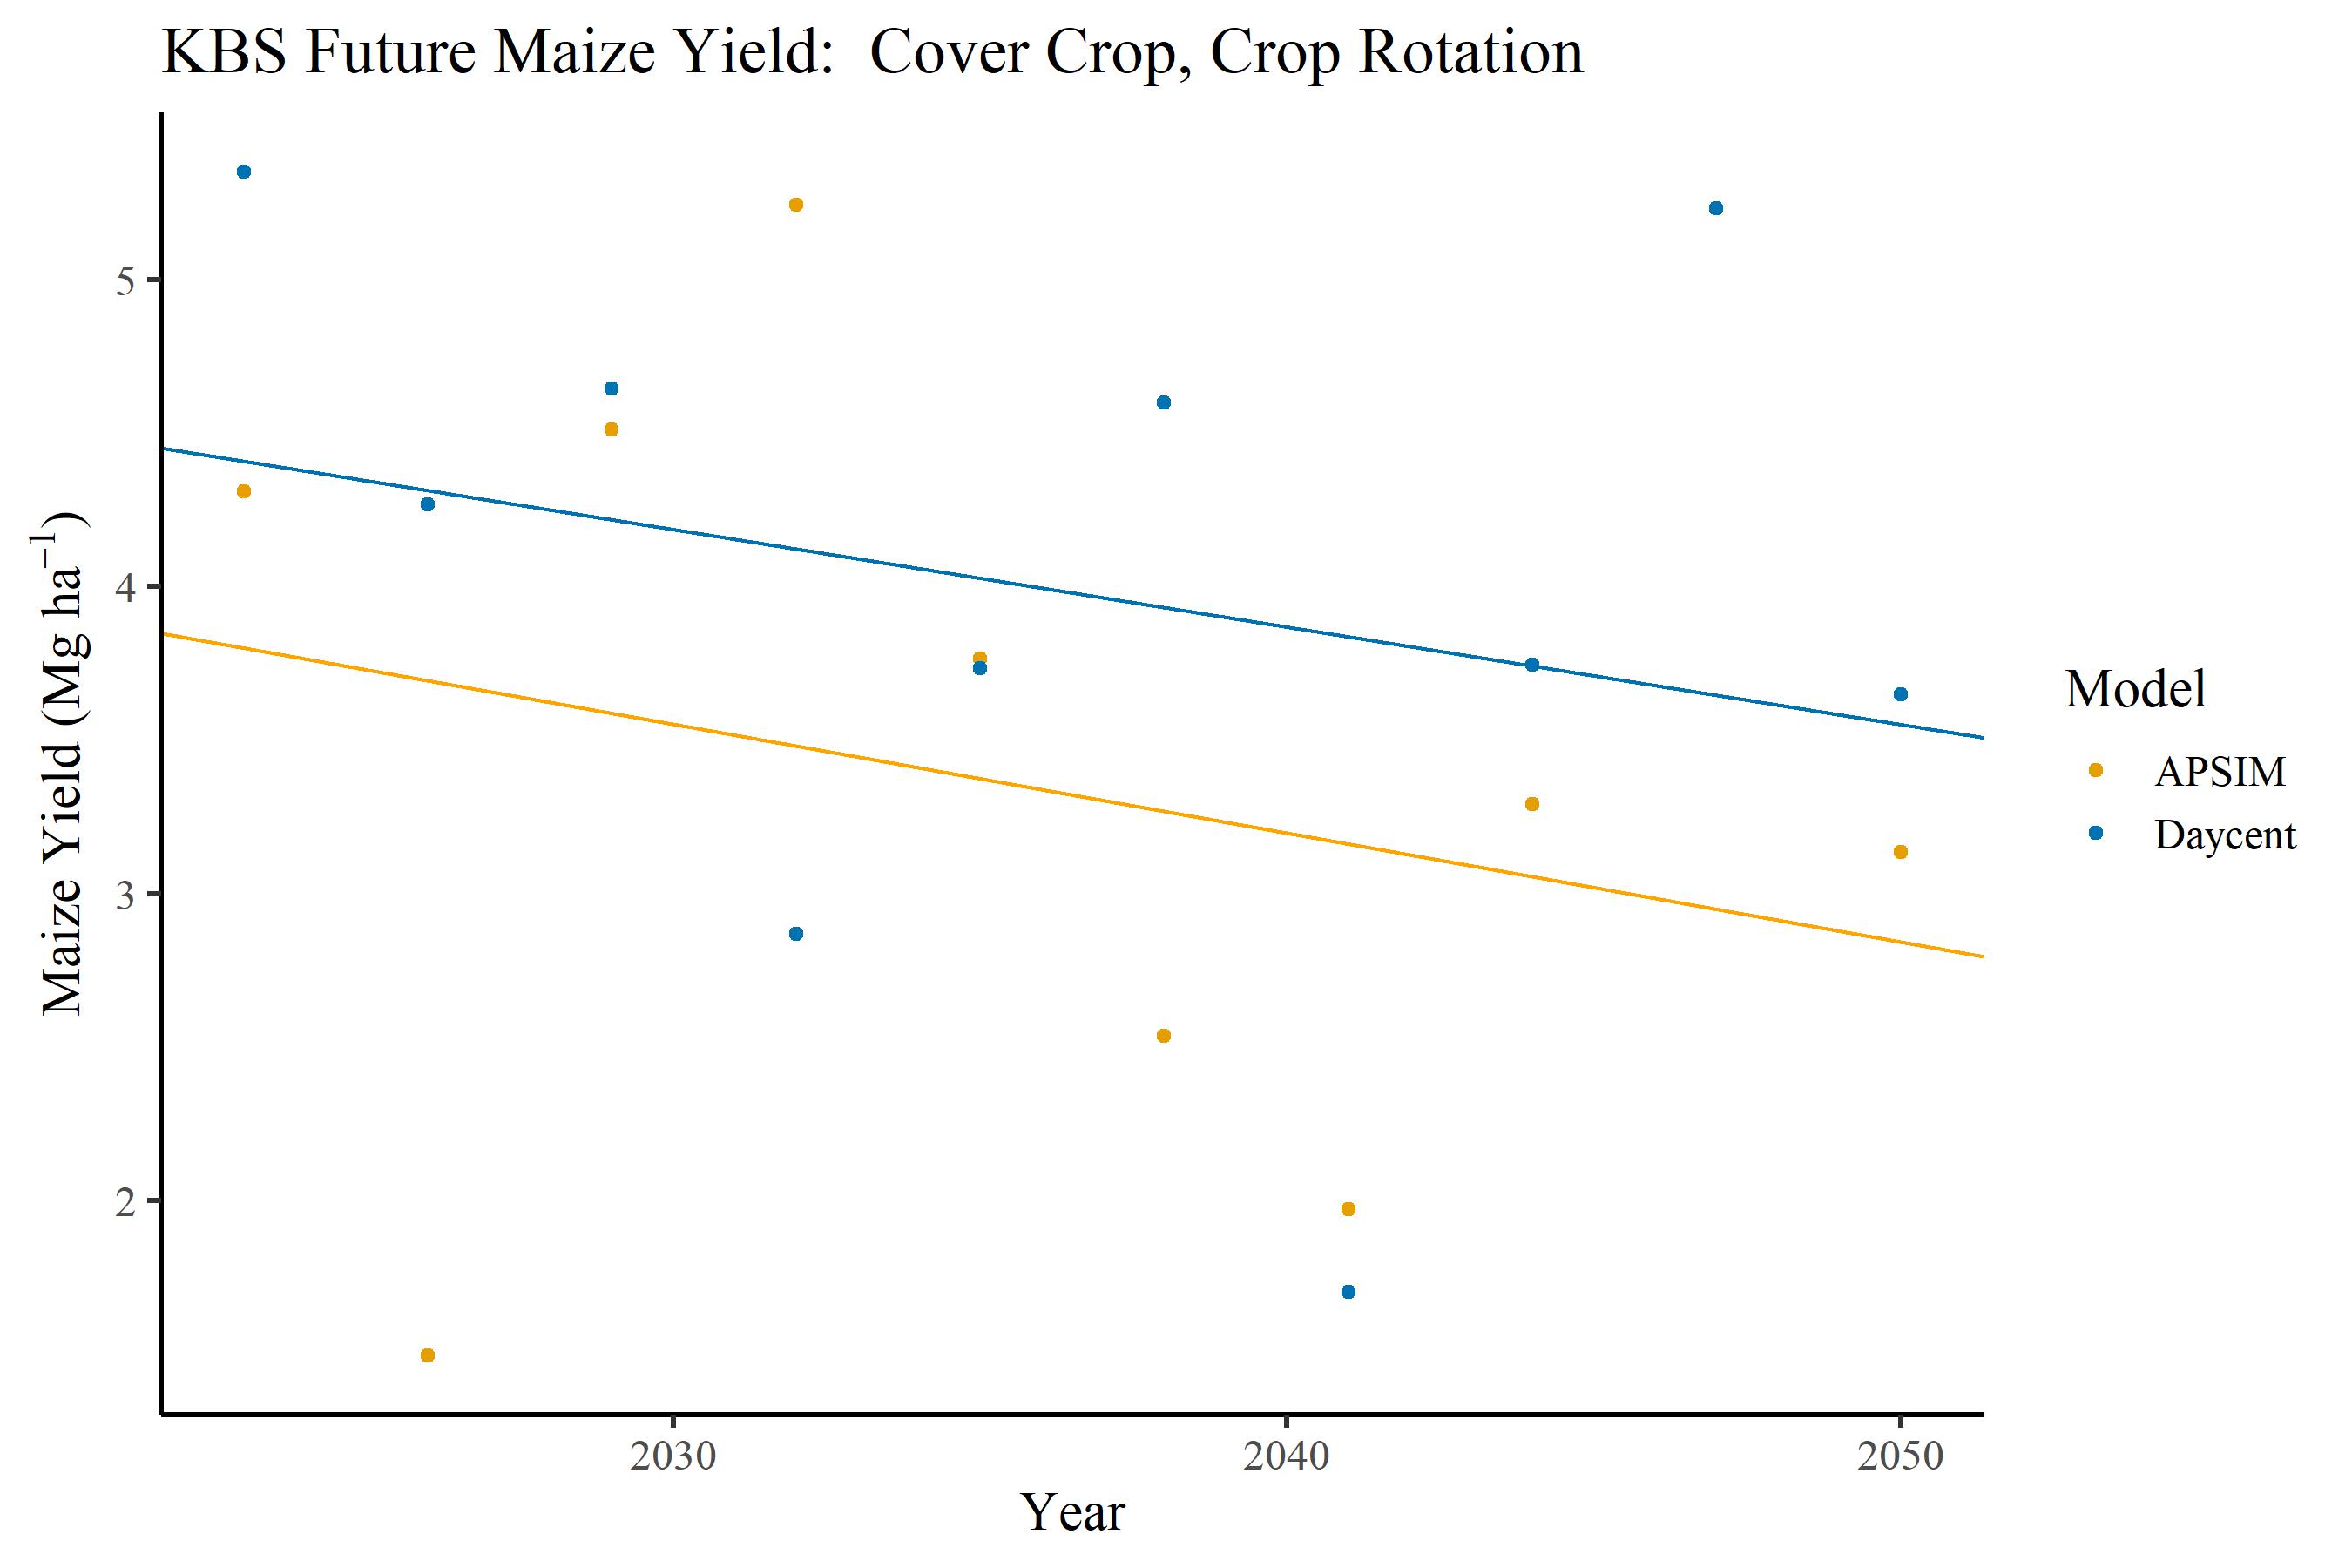 KBS Future Maize Yield:  Cover Crop, Crop Rotation
Maize Yield (Mg ha⁻¹)
5
4
3
2
2030 2040 2050
Year
Model
APSIM
Daycent